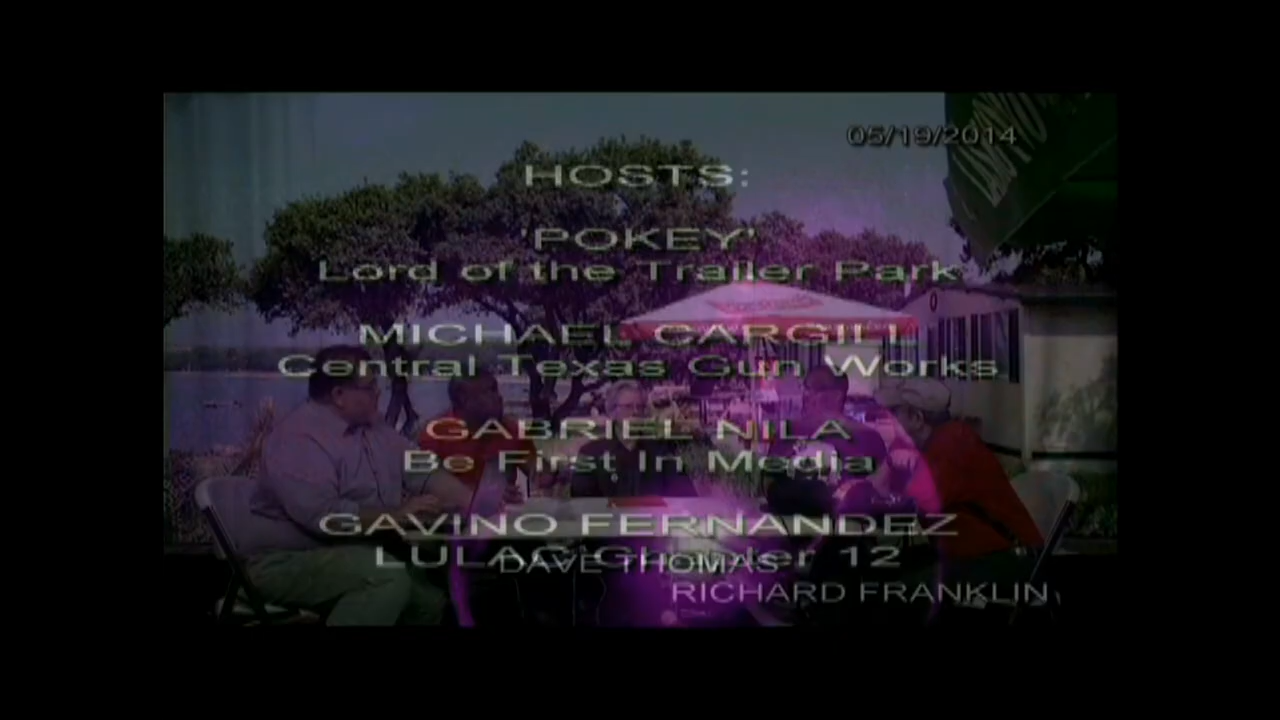 05/19/2014
HOSTS:
'POKEY'
Lord of the Trailer Park
MICHAEL CARGILL
Central Texas Gun Works
GABRIEL NILA
Be First In Media
GAVINO FERNANDEZ
LULAC Chapter 12
DAVE THOMAS
RICHARD FRANKLIN